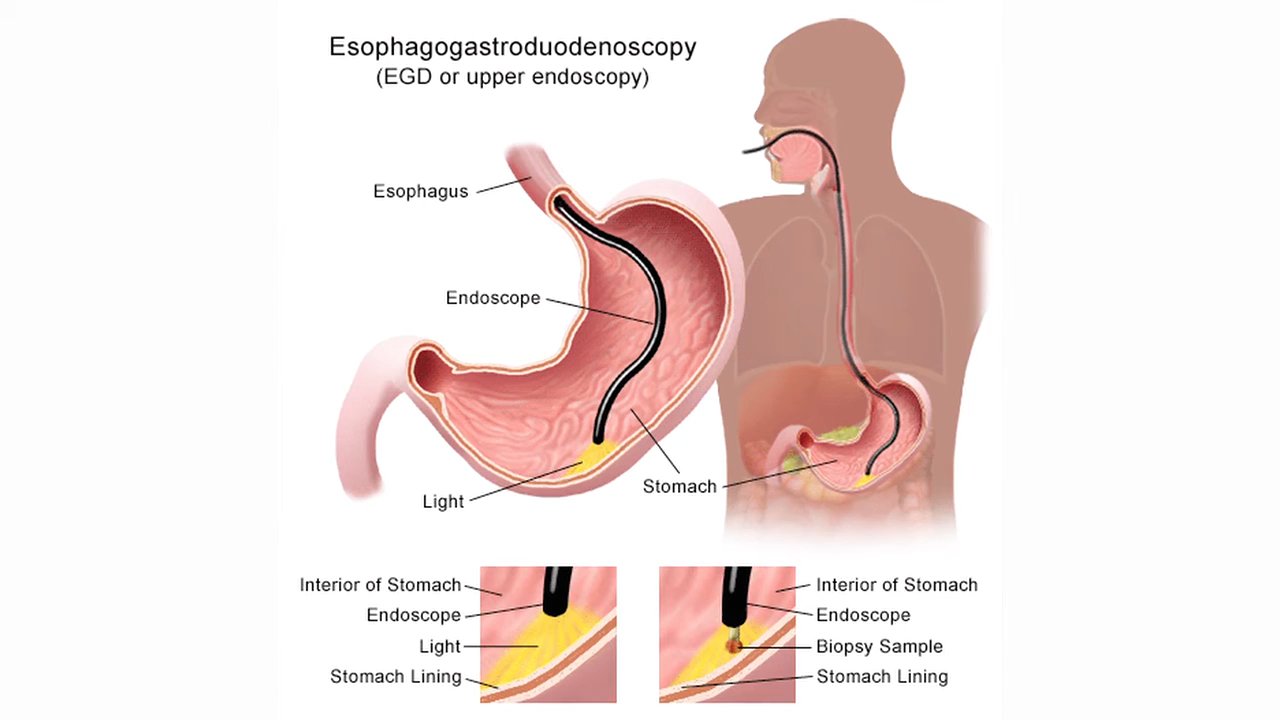 Esophagogastroduodenoscopy
(EGD or upper endoscopy)
Esophagus
Endoscope
Light
Stomach
Interior of Stomach
Endoscope
Light
Stomach Lining
Interior of Stomach
Endoscope
Biopsy Sample
Stomach Lining